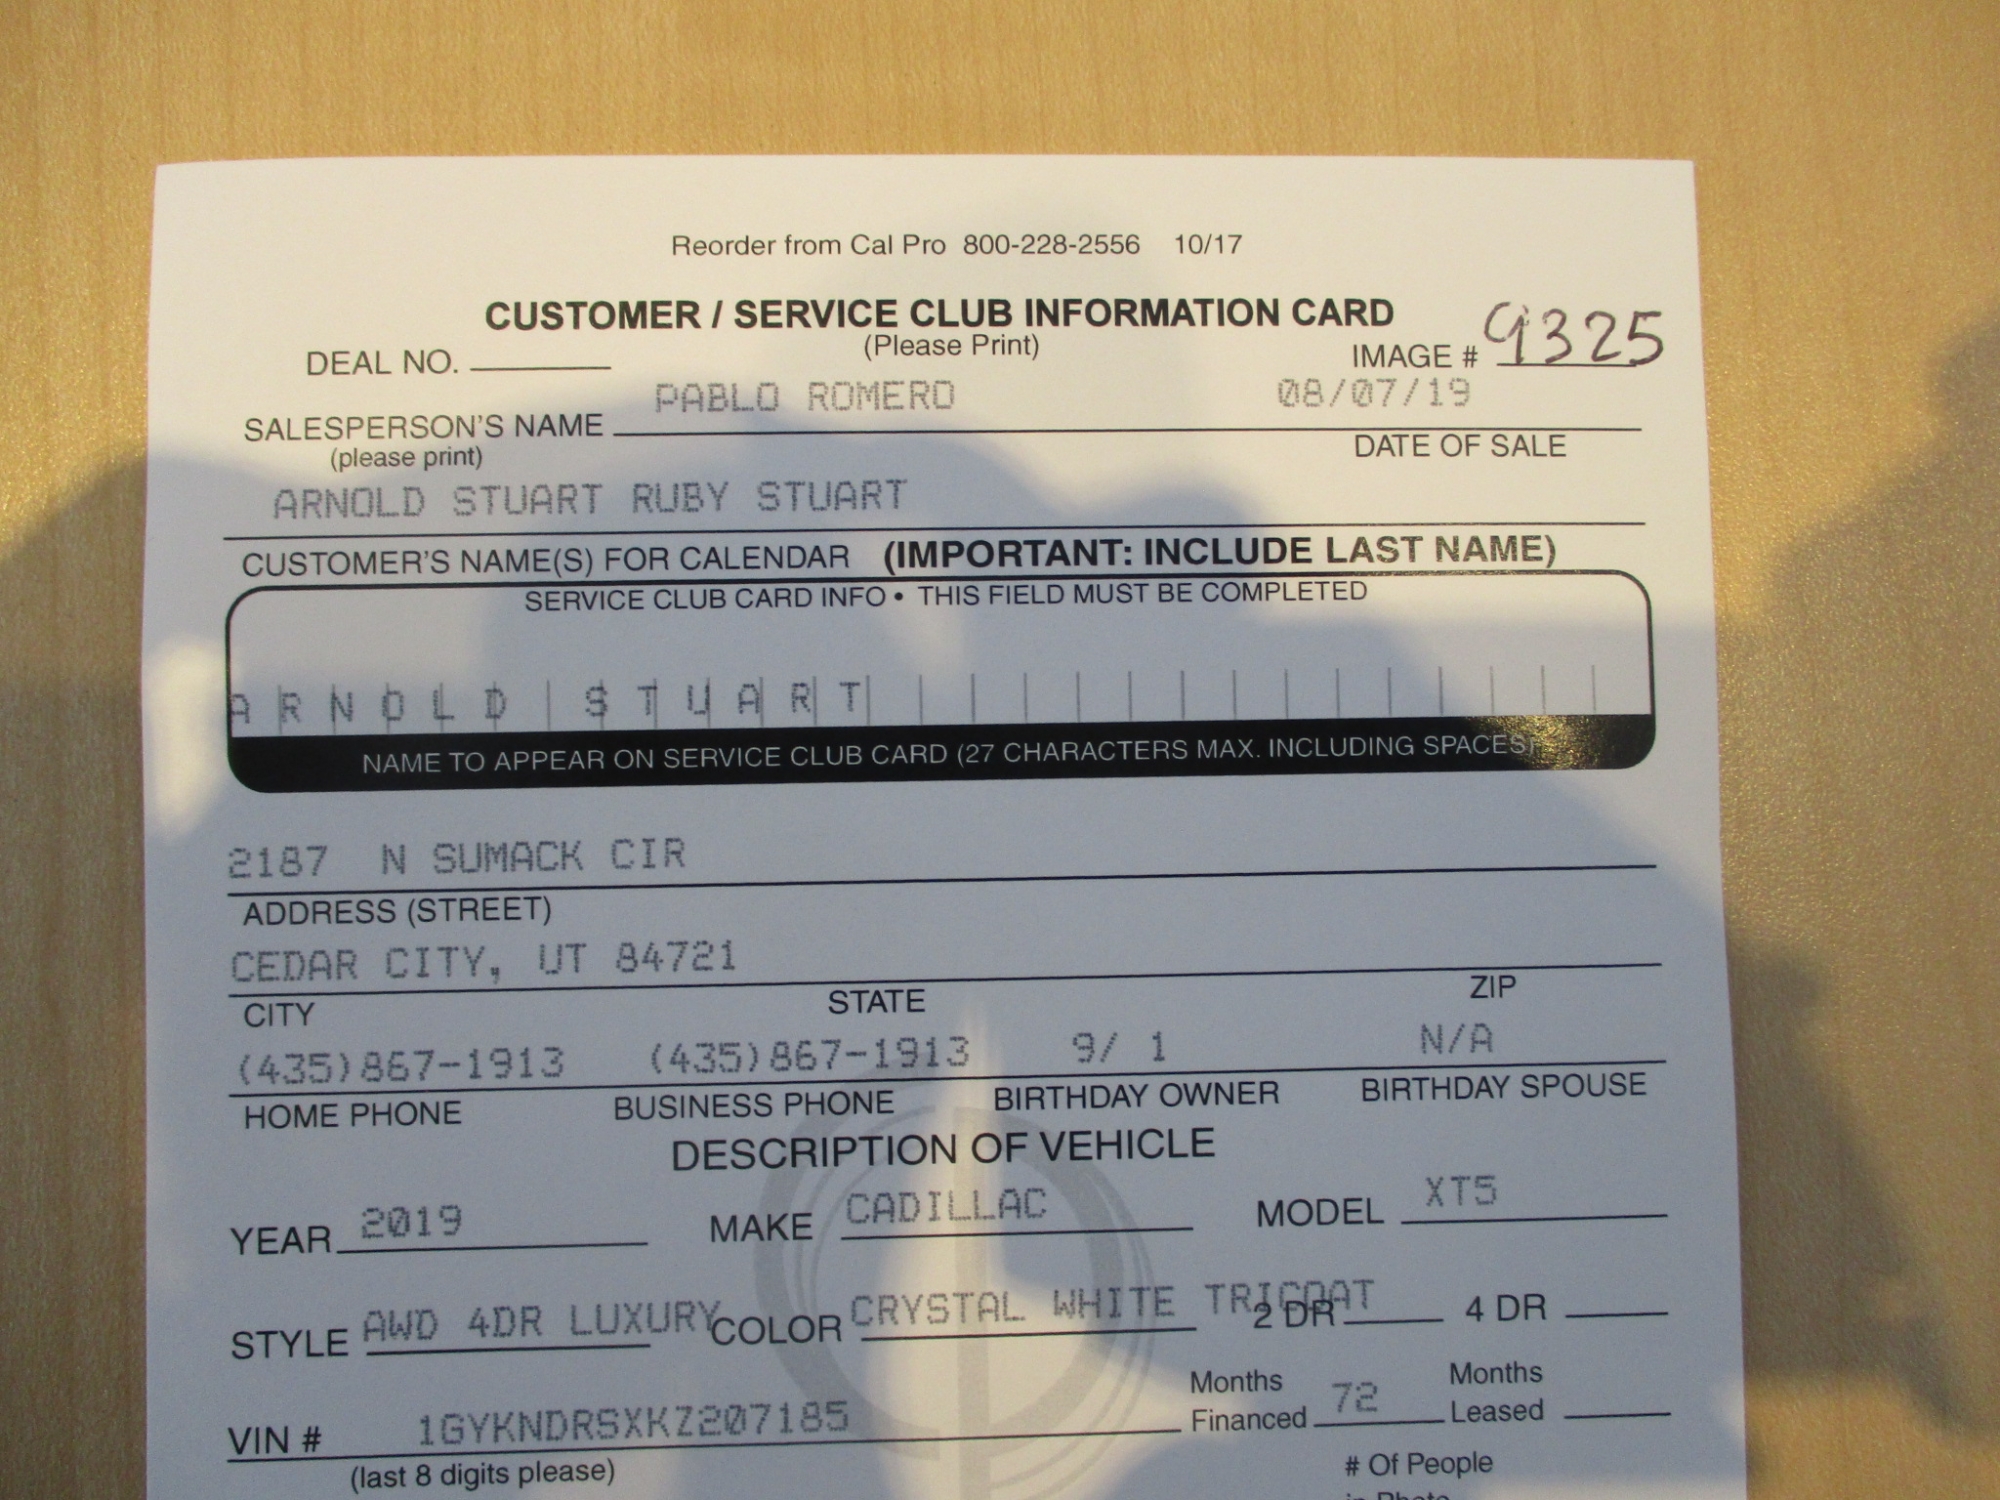 Reorder from Cal Pro 800-228-2556 10/17
CUSTOMER / SERVICE CLUB INFORMATION CARD
(Please Print)
DEAL NO. IMAGE # 9325
PABLO ROMERO 08/07/19
SALESPERSON'S NAME DATE OF SALE
(please print)
ARNOLD STUART RUBY STUART
CUSTOMER'S NAME(S) FOR CALENDAR (IMPORTANT: INCLUDE LAST NAME)
SERVICE CLUB CARD INFO • THIS FIELD MUST BE COMPLETED
ARNOLD STUART
NAME TO APPEAR ON SERVICE CLUB CARD (27 CHARACTERS MAX. INCLUDING SPACES)
2187 N SUMACK CIR
ADDRESS (STREET)
CEDAR CITY, UT 84721
CITY STATE ZIP
(435)867-1913 (435)867-1913 9/ 1 N/A
HOME PHONE BUSINESS PHONE BIRTHDAY OWNER BIRTHDAY SPOUSE
DESCRIPTION OF VEHICLE
YEAR 2019 MAKE CADILLAC MODEL XT5
STYLE AWD 4DR LUXURY COLOR CRYSTAL WHITE TRICOAT 2 DR 4 DR
VIN # 1GYKNDRSXKZ207185 Months Financed 72 Months Leased
(last 8 digits please)
# Of People
in Photo